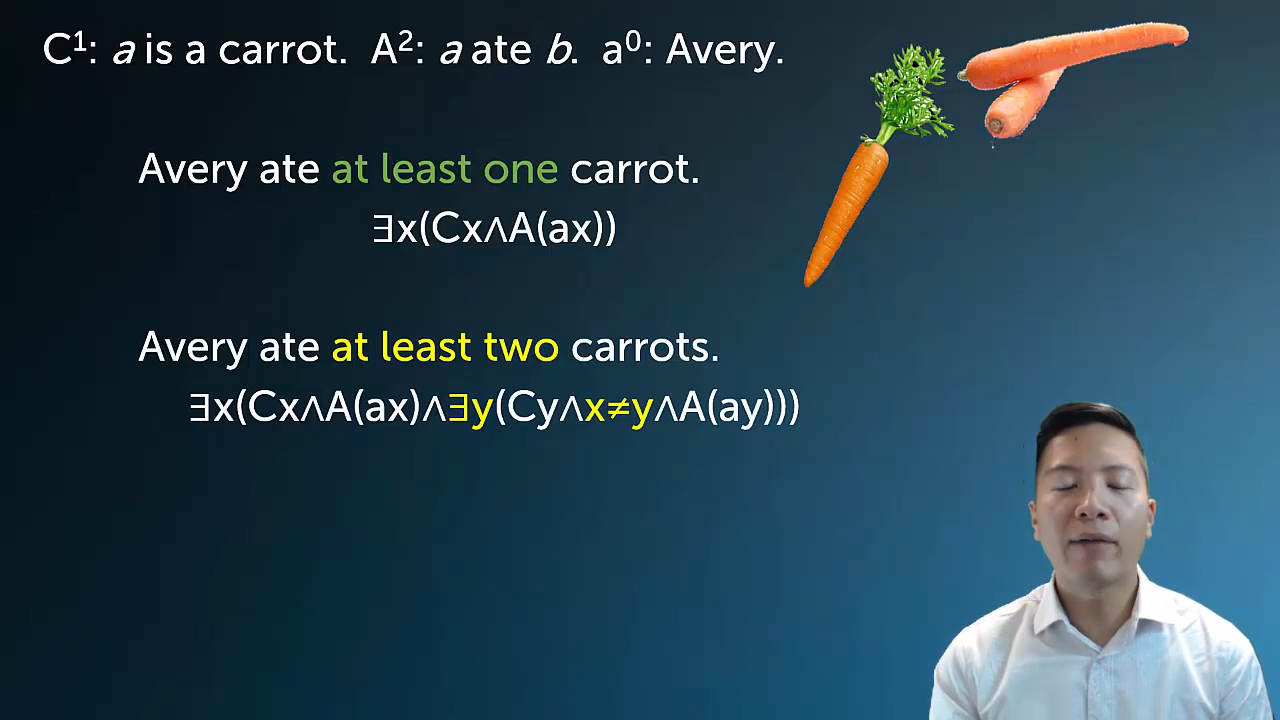 C¹: a is a carrot. A²: a ate b. a⁰: Avery.
Avery ate at least one carrot.
∃x(Cx∧A(ax))
Avery ate at least two carrots.
∃x(Cx∧A(ax)∧∃y(Cy∧x≠y∧A(ay)))